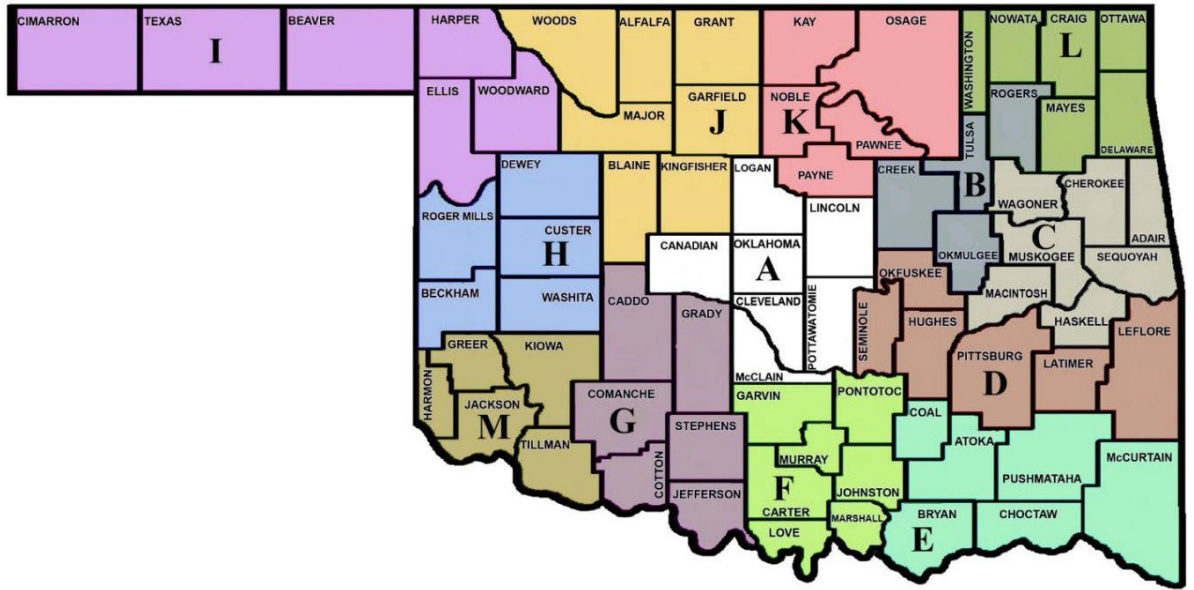 CIMARRON
TEXAS
BEAVER
HARPER
WOODS
ALFALFA
GRANT
KAY
OSAGE
WASHINGTON
NOWATA
CRAIG
OTTAWA
I
L
ELLIS
WOODWARD
MAJOR
GARFIELD
J
NOBLE
K
PAWNEE
TULSA
ROGERS
MAYES
DELAWARE
DEWEY
BLAINE
KINGFISHER
LOGAN
PAYNE
CREEK
B
WAGONER
CHEROKEE
ROGER MILLS
CUSTER
H
CANADIAN
OKLAHOMA
A
LINCOLN
OKMULGEE
C
MUSKOGEE
ADAIR
SEQUOYAH
BECKHAM
WASHITA
CADDO
GRADY
CLEVELAND
POTTAWATOMIE
SEMINOLE
OKFUSKEE
HUGHES
MACINTOSH
HASKELL
LEFLORE
GREER
KIOWA
HARMON
JACKSON
M
TILLMAN
COMANCHE
G
COTTON
STEPHENS
JEFFERSON
McCLAIN
GARVIN
PONTOTOC
COAL
PITTSBURG
D
LATIMER
MURRAY
F
CARTER
JOHNSTON
LOVE
MARSHALL
ATOKA
PUSHMATAHA
McCURTAIN
BRYAN
E
CHOCTAW